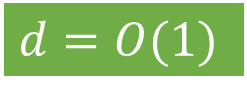 d = O(1)